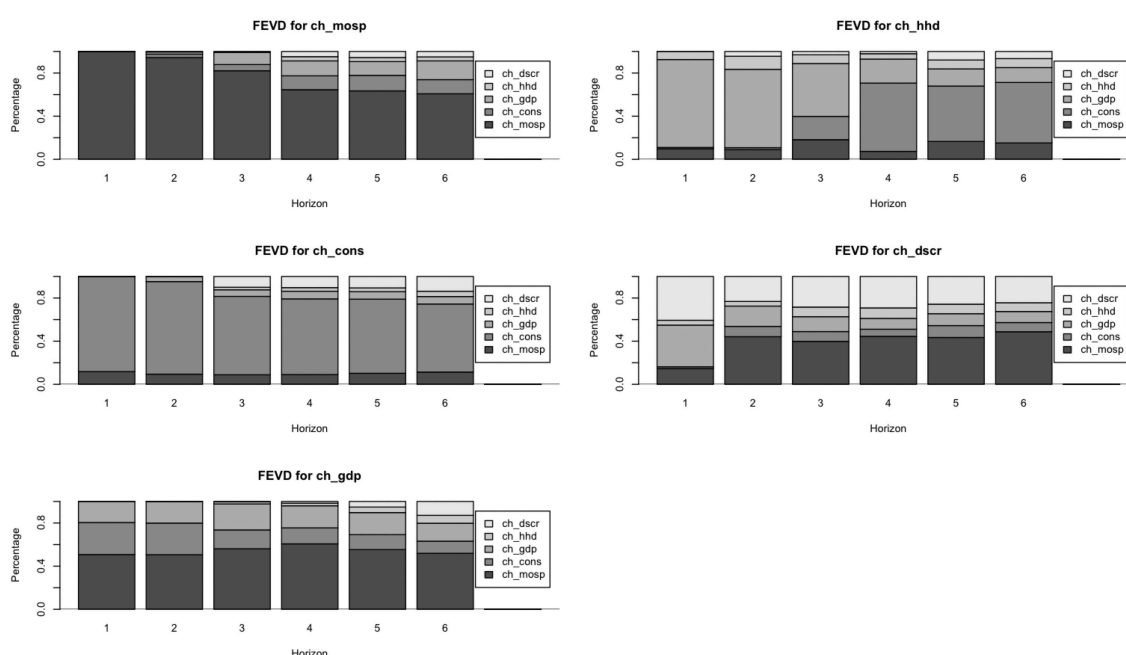 FEVD for ch_mosp
Percentage
0.8
0.4
0.0
1 2 3 4 5 6
Horizon
ch_dscr
ch_hhd
ch_gdp
ch_cons
ch_mosp
FEVD for ch_hhd
Percentage
0.8
0.4
0.0
1 2 3 4 5 6
Horizon
ch_dscr
ch_hhd
ch_gdp
ch_cons
ch_mosp
FEVD for ch_cons
Percentage
0.8
0.4
0.0
1 2 3 4 5 6
Horizon
ch_dscr
ch_hhd
ch_gdp
ch_cons
ch_mosp
FEVD for ch_dscr
Percentage
0.8
0.4
0.0
1 2 3 4 5 6
Horizon
ch_dscr
ch_hhd
ch_gdp
ch_cons
ch_mosp
FEVD for ch_gdp
Percentage
0.8
0.4
0.0
1 2 3 4 5 6
Horizon
ch_dscr
ch_hhd
ch_gdp
ch_cons
ch_mosp